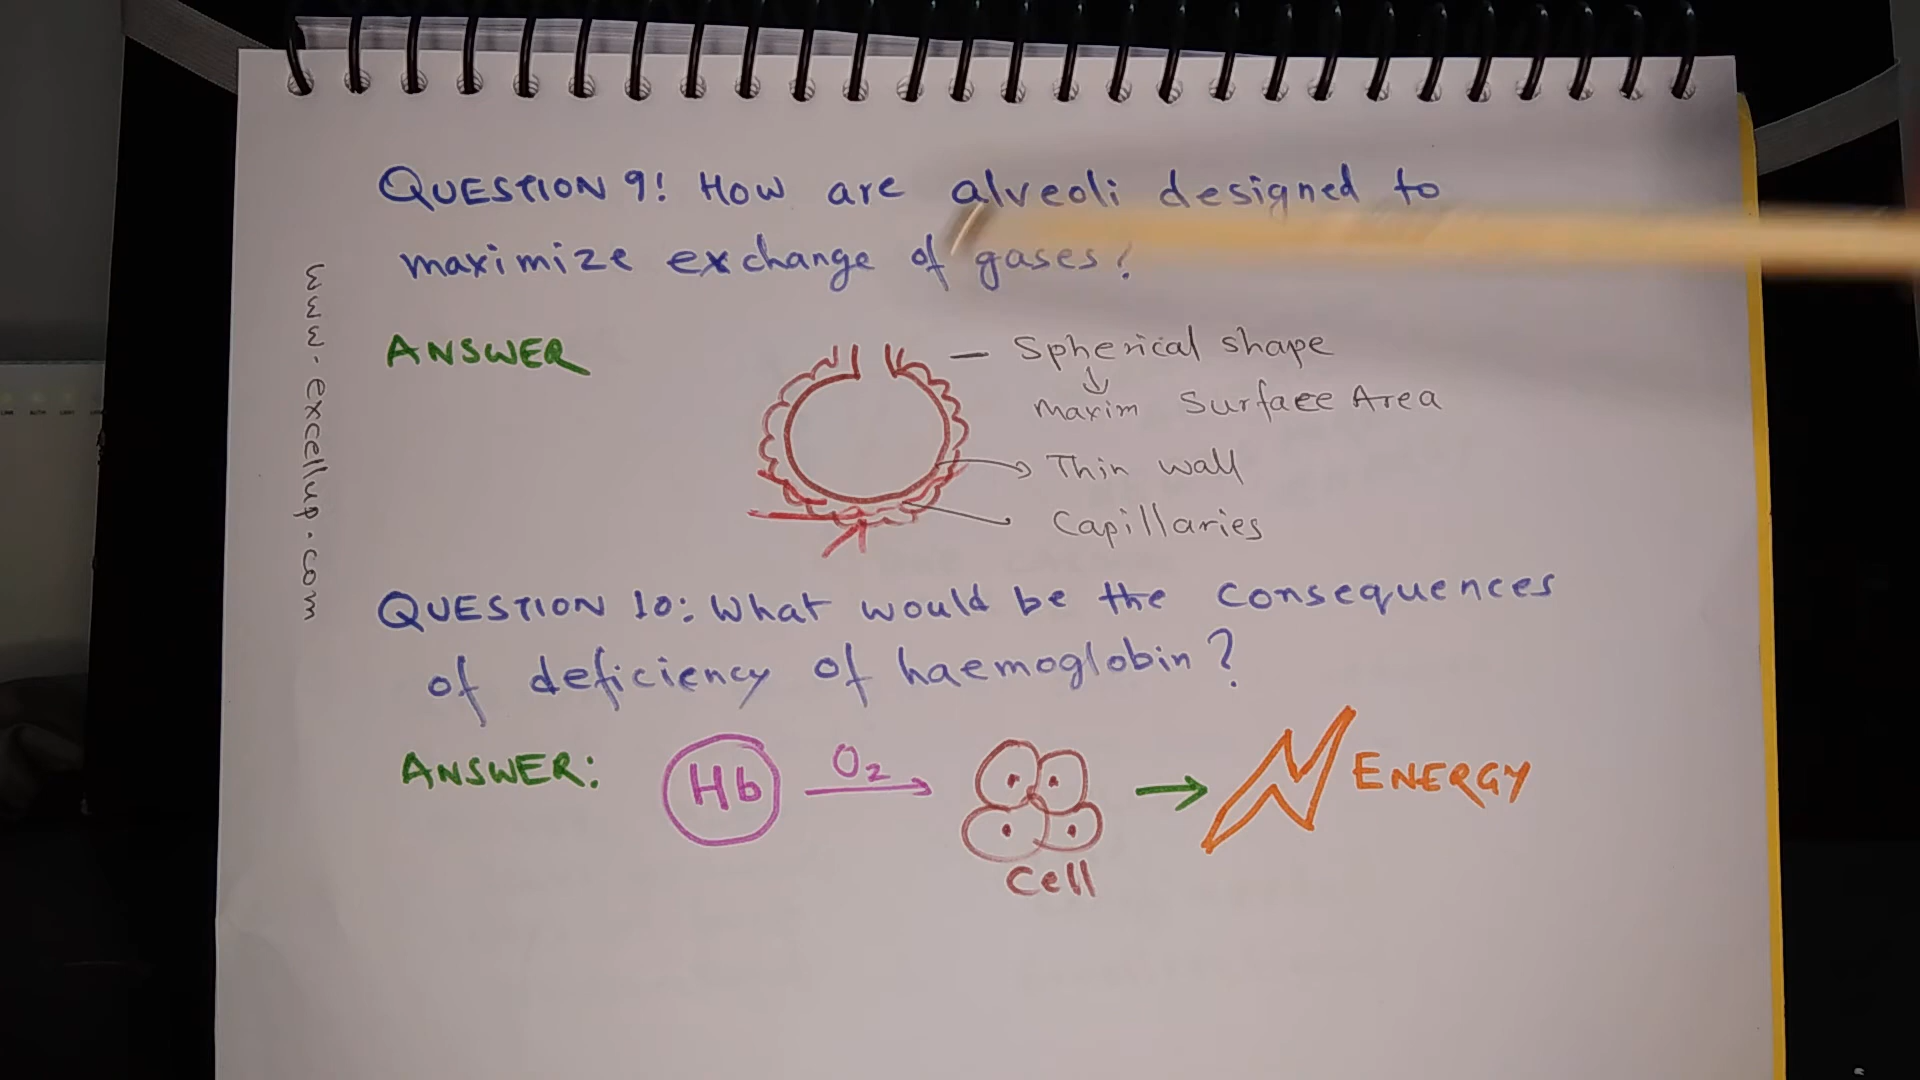 QUESTION 9! How are alveoli designed to
maximize exchange of gases?
ANSWER
– Spherical shape
Maxim Surface Area
Thin wall
Capillaries
www.excellup.com
QUESTION 10: What would be the consequences
of deficiency of haemoglobin?
ANSWER: Hb O2 ENERGY
Cell